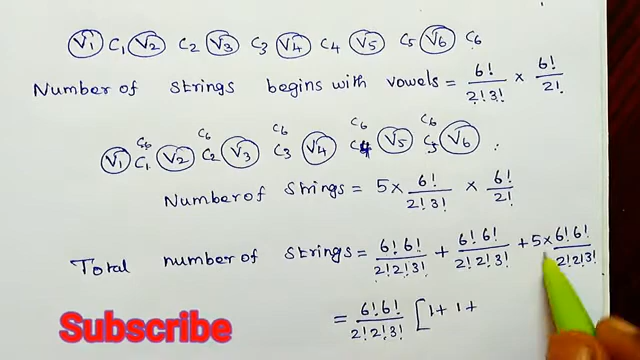 V1 C1 V2 C2 V3 C3 V4 C4 V5 C5 V6 C6
Number of strings begins with vowels = 6!/2!3! × 6!/2!
C6 C6 C6 C6 C6
V1 C1 V2 C2 V3 C3 V4 C4 V5 C5 V6 .
Number of strings = 5 × 6!/2!3! × 6!/2!
Total number of strings = 6!6!/2!2!3! + 6!6!/2!2!3! + 5× 6!6!/2!2!3!
= 6!6!/2!2!3! [1+1+
Subscribe